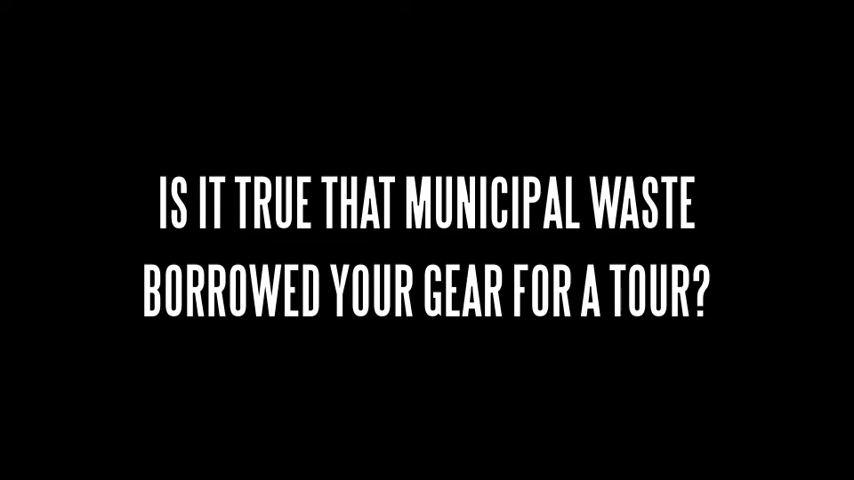 IS IT TRUE THAT MUNICIPAL WASTE
BORROWED YOUR GEAR FOR A TOUR?